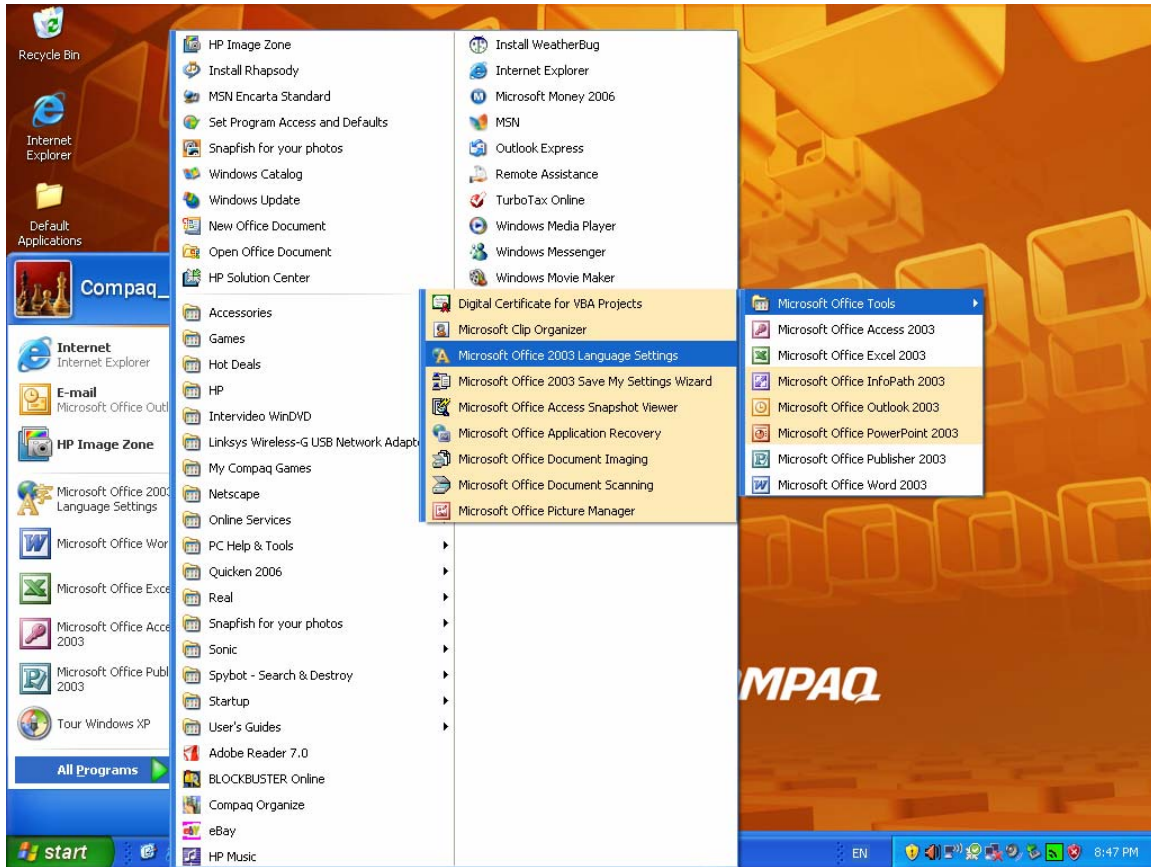 Recycle Bin
Internet
Explorer
Default
Applications
Compaq_
Internet
Internet Explorer
E-mail
Microsoft Office Outl
HP Image Zone
Microsoft Office 2003
Language Settings
Microsoft Office Wor
Microsoft Office Exce
Microsoft Office Acce
2003
Microsoft Office Publ
2003
Tour Windows XP
All Programs
HP Image Zone
Install Rhapsody
MSN Encarta Standard
Set Program Access and Defaults
Snapfish for your photos
Windows Catalog
Windows Update
New Office Document
Open Office Document
HP Solution Center
Accessories
Games
Hot Deals
HP
Intervideo WinDVD
Linksys Wireless-G USB Network Adapt
My Compaq Games
Netscape
Online Services
PC Help & Tools
Quicken 2006
Real
Snapfish for your photos
Sonic
Spybot - Search & Destroy
Startup
User's Guides
Adobe Reader 7.0
BLOCKBUSTER Online
Compaq Organize
eBay
HP Music
Install WeatherBug
Internet Explorer
Microsoft Money 2006
MSN
Outlook Express
Remote Assistance
TurboTax Online
Windows Media Player
Windows Messenger
Windows Movie Maker
Digital Certificate for VBA Projects
Microsoft Clip Organizer
Microsoft Office 2003 Language Settings
Microsoft Office 2003 Save My Settings Wizard
Microsoft Office Access Snapshot Viewer
Microsoft Office Application Recovery
Microsoft Office Document Imaging
Microsoft Office Document Scanning
Microsoft Office Picture Manager
Microsoft Office Tools
Microsoft Office Access 2003
Microsoft Office Excel 2003
Microsoft Office InfoPath 2003
Microsoft Office Outlook 2003
Microsoft Office PowerPoint 2003
Microsoft Office Publisher 2003
Microsoft Office Word 2003
MPAQ
start
EN
8:47 PM